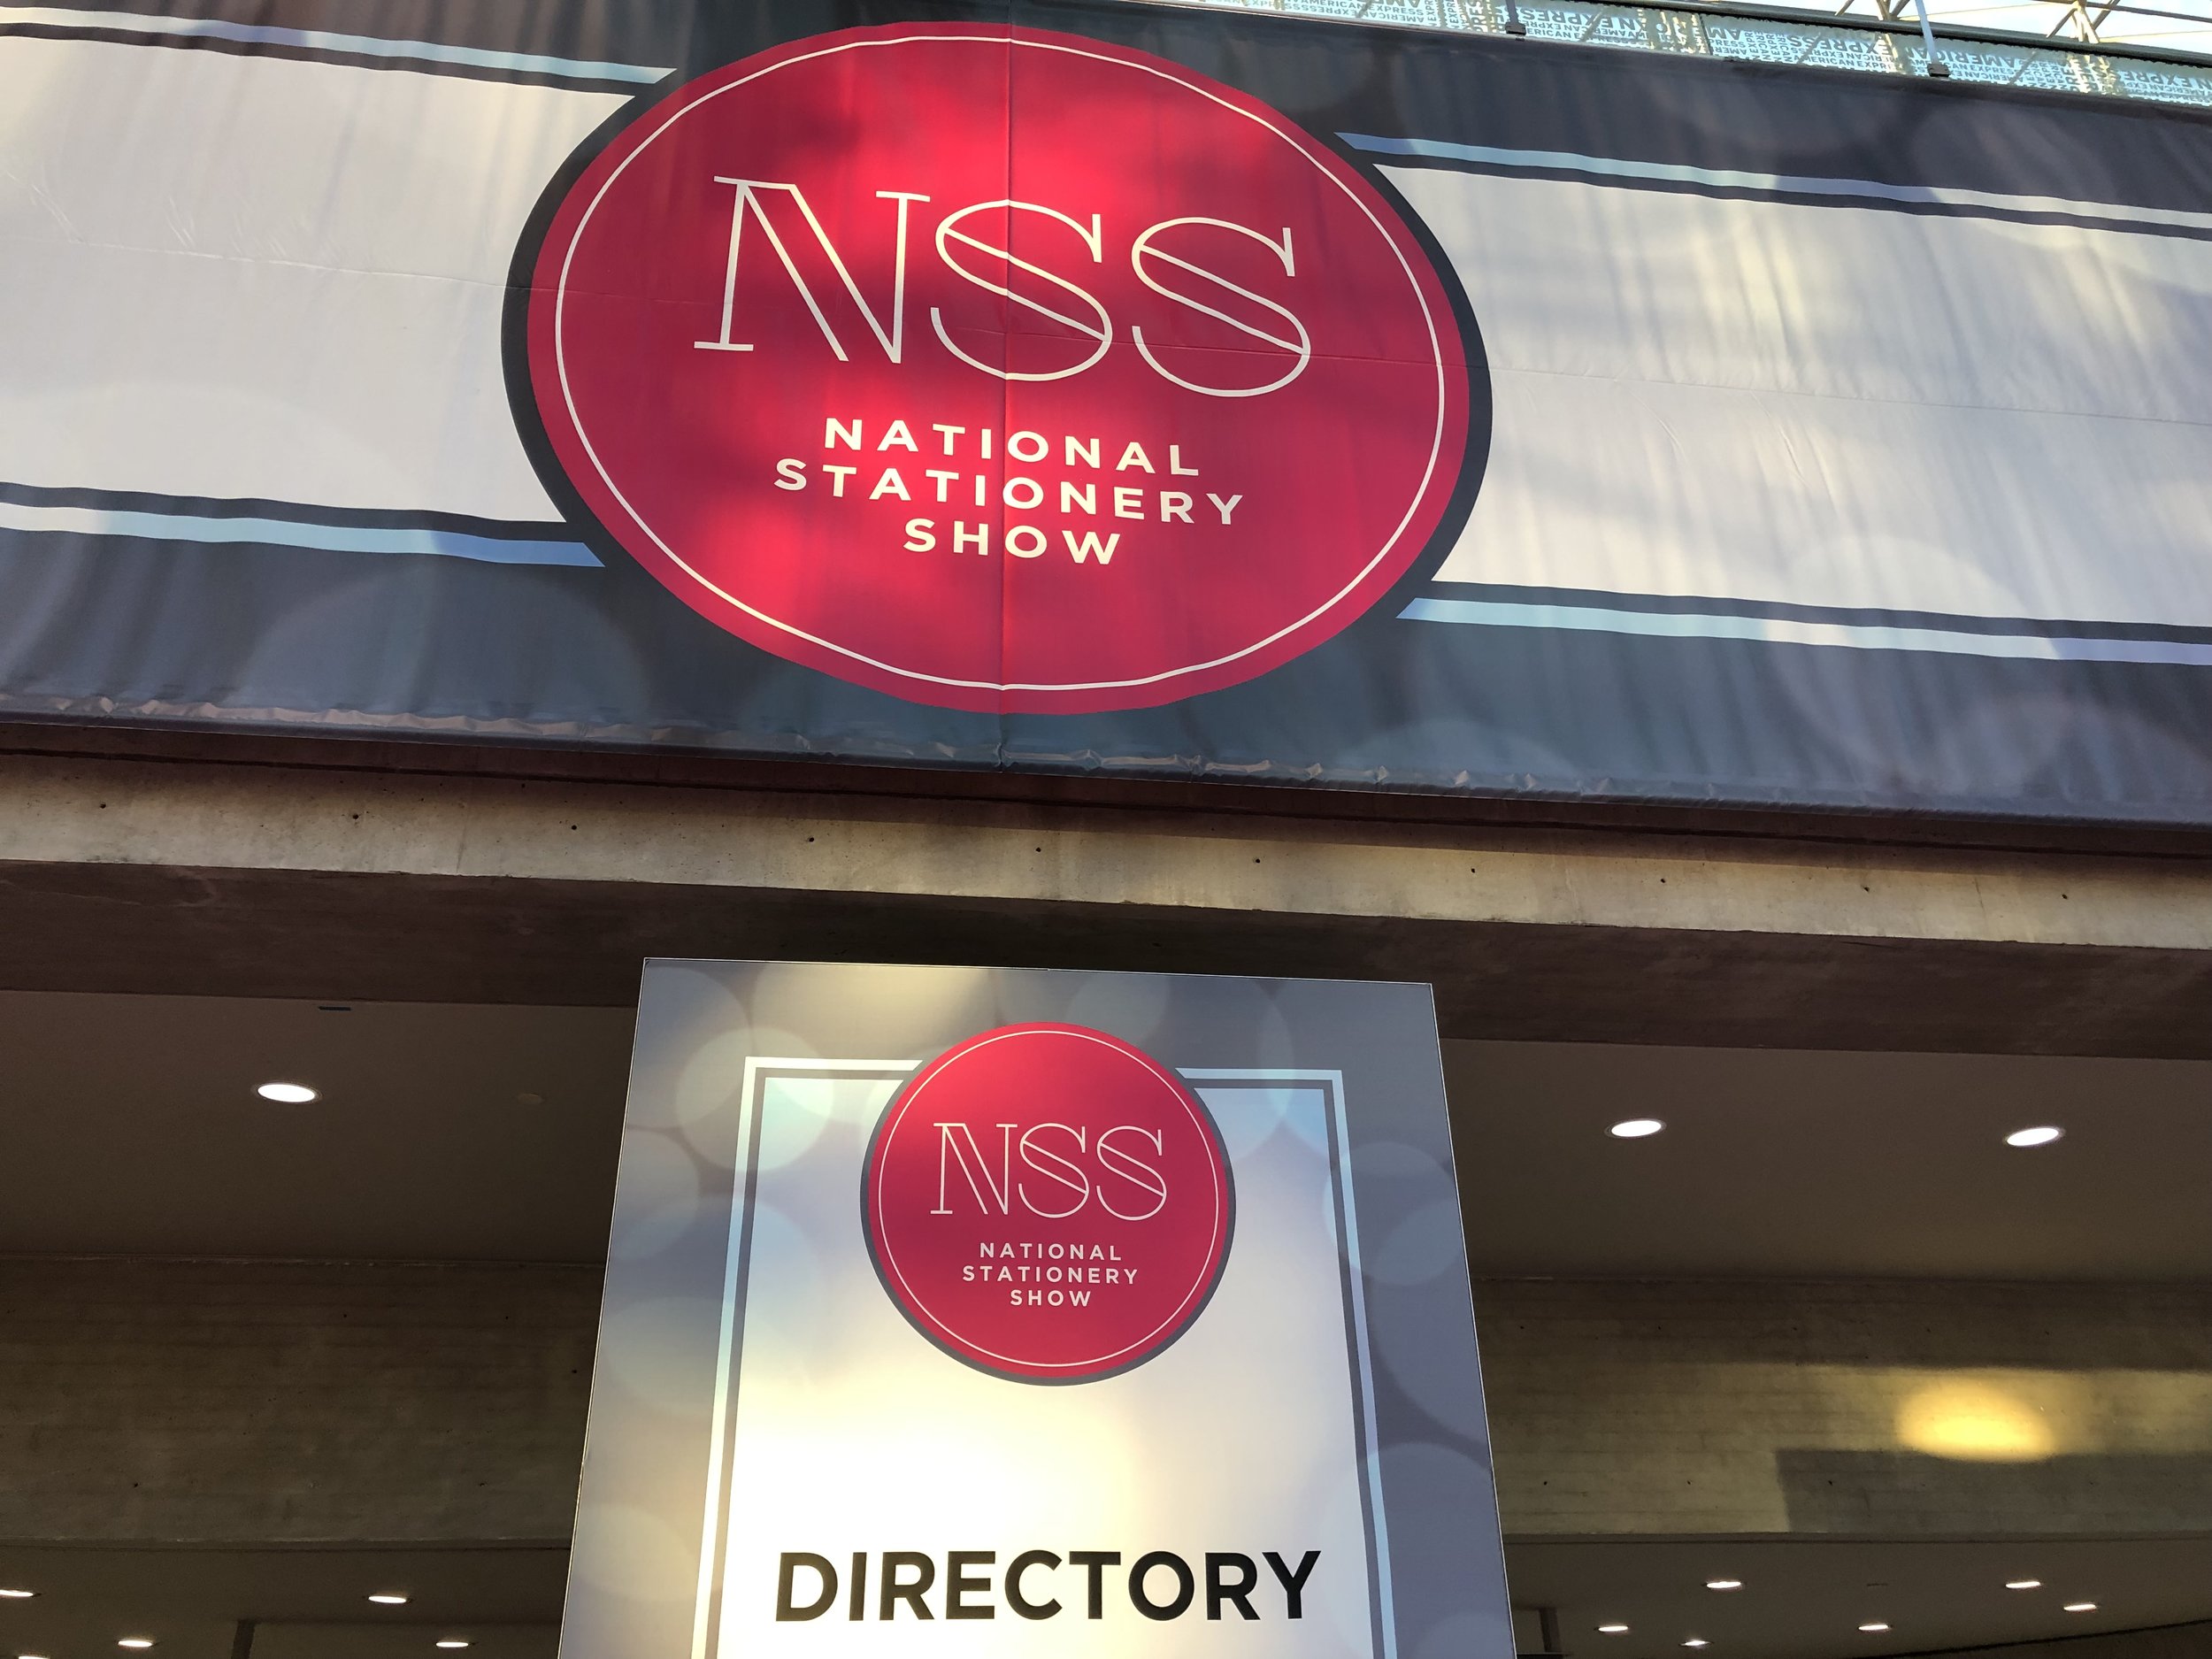 NSS
NATIONAL
STATIONERY
SHOW
NSS
NATIONAL
STATIONERY
SHOW
DIRECTORY